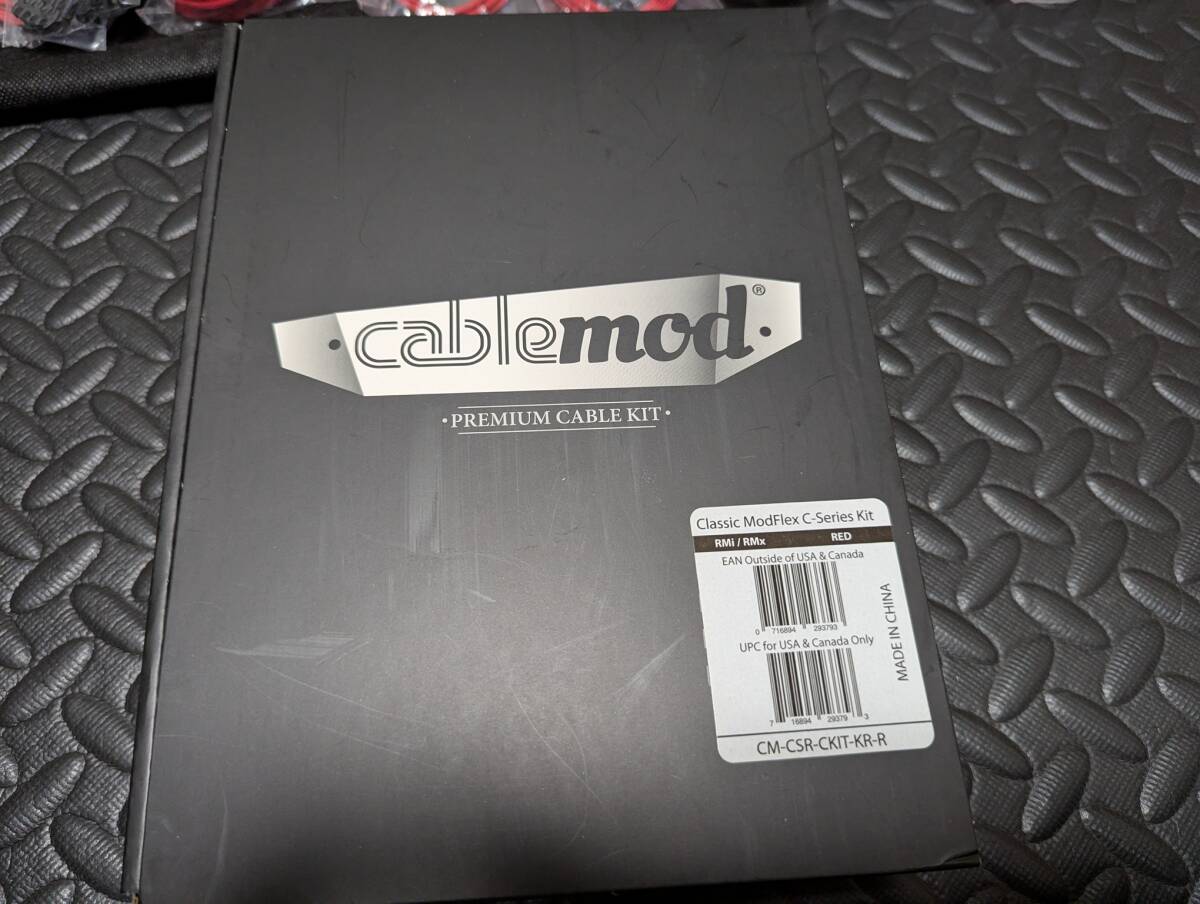 cablemod®
·PREMIUM CABLE KIT·
Classic ModFlex C-Series Kit
RMi / RMx RED
EAN Outside of USA & Canada
0 716894 293793
UPC for USA & Canada Only
7 16894 29379 3
MADE IN CHINA
CM-CSR-CKIT-KR-R